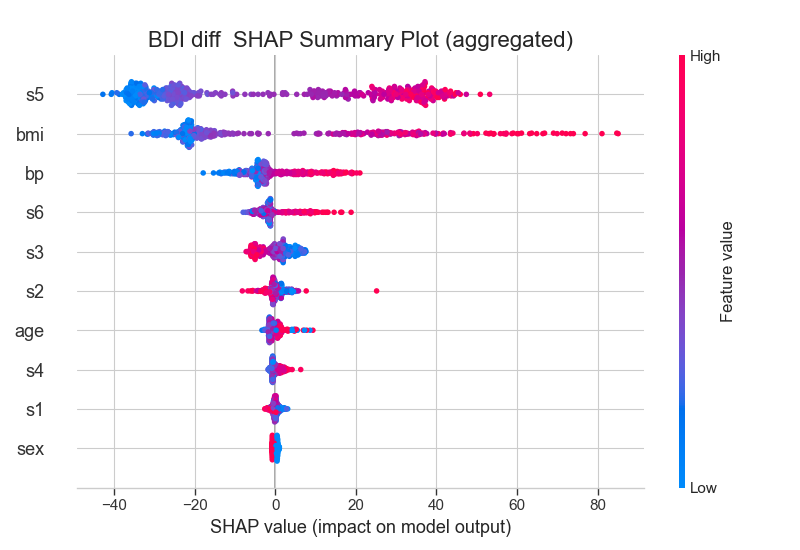 BDI diff  SHAP Summary Plot (aggregated)
High
s5
bmi
bp
s6
s3
s2
age
s4
s1
sex
Feature value
Low
−40
−20
0
20
40
60
80
SHAP value (impact on model output)